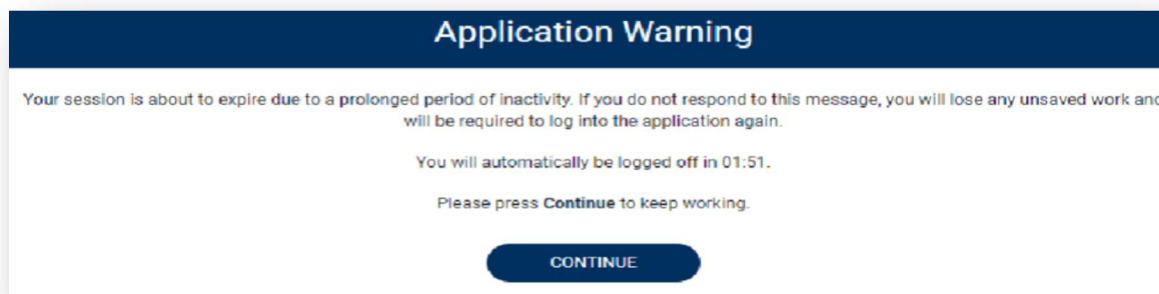 Application Warning
Your session is about to expire due to a prolonged period of inactivity. If you do not respond to this message, you will lose any unsaved work and
will be required to log into the application again.
You will automatically be logged off in 01:51.
Please press Continue to keep working.
CONTINUE